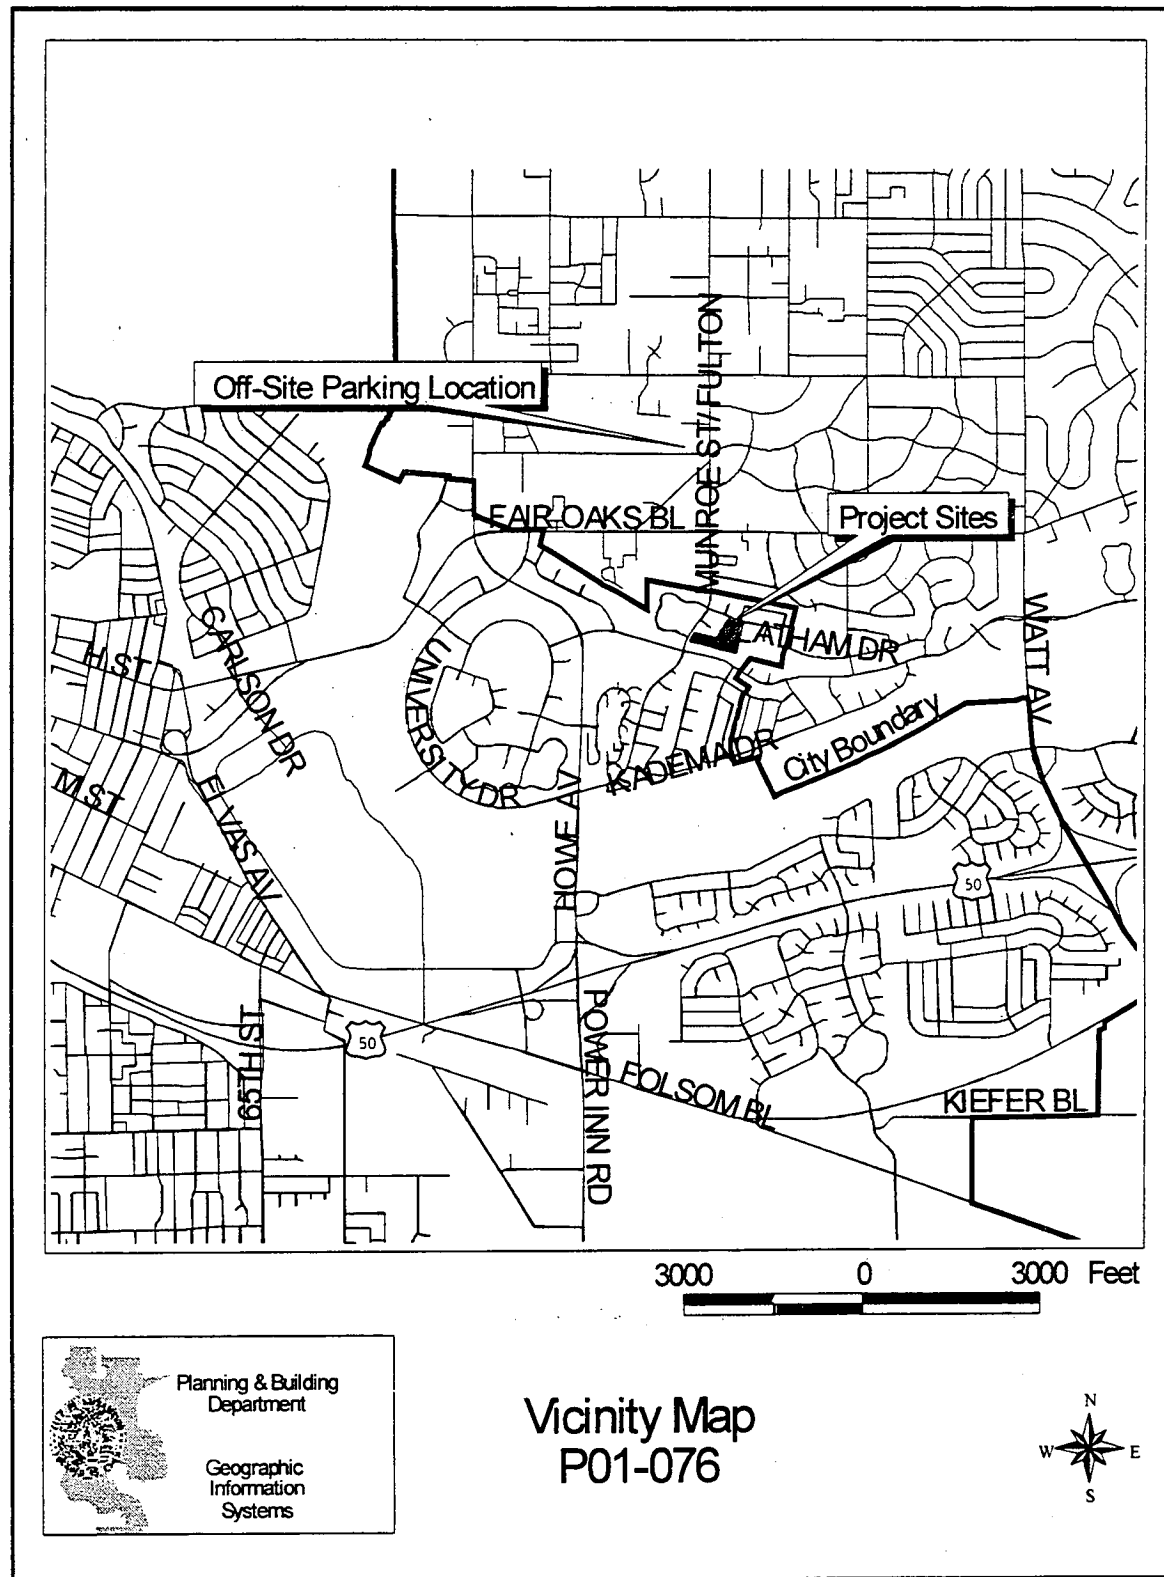 Off-Site Parking Location
MUNROE ST/ FULTON
FAIR OAKS BL
Project Sites
LATHAM DR
WATT AV
CARLSON DR
H ST
UNIVERSITY DR
KADEMA DR
City Boundary
M ST
ELVAS AV
HOWE AV
50
50
65TH ST
POWER INN RD
FOLSOM BL
KIEFER BL
3000 0 3000 Feet
Planning & Building
Department
Geographic
Information
Systems
Vicinity Map
P01-076
N
W E
S